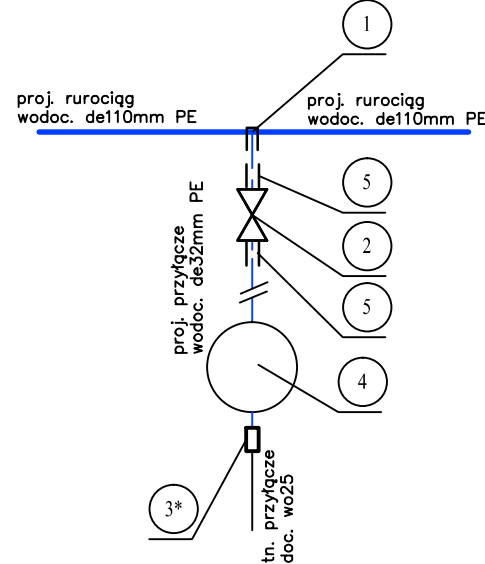 1
proj. rurociąg
wodoc. de110mm PE
proj. rurociąg
wodoc. de110mm PE
5
2
proj. przyłącze
wodoc. de32mm PE
5
4
3*
tn. przyłącze
doc. wo25